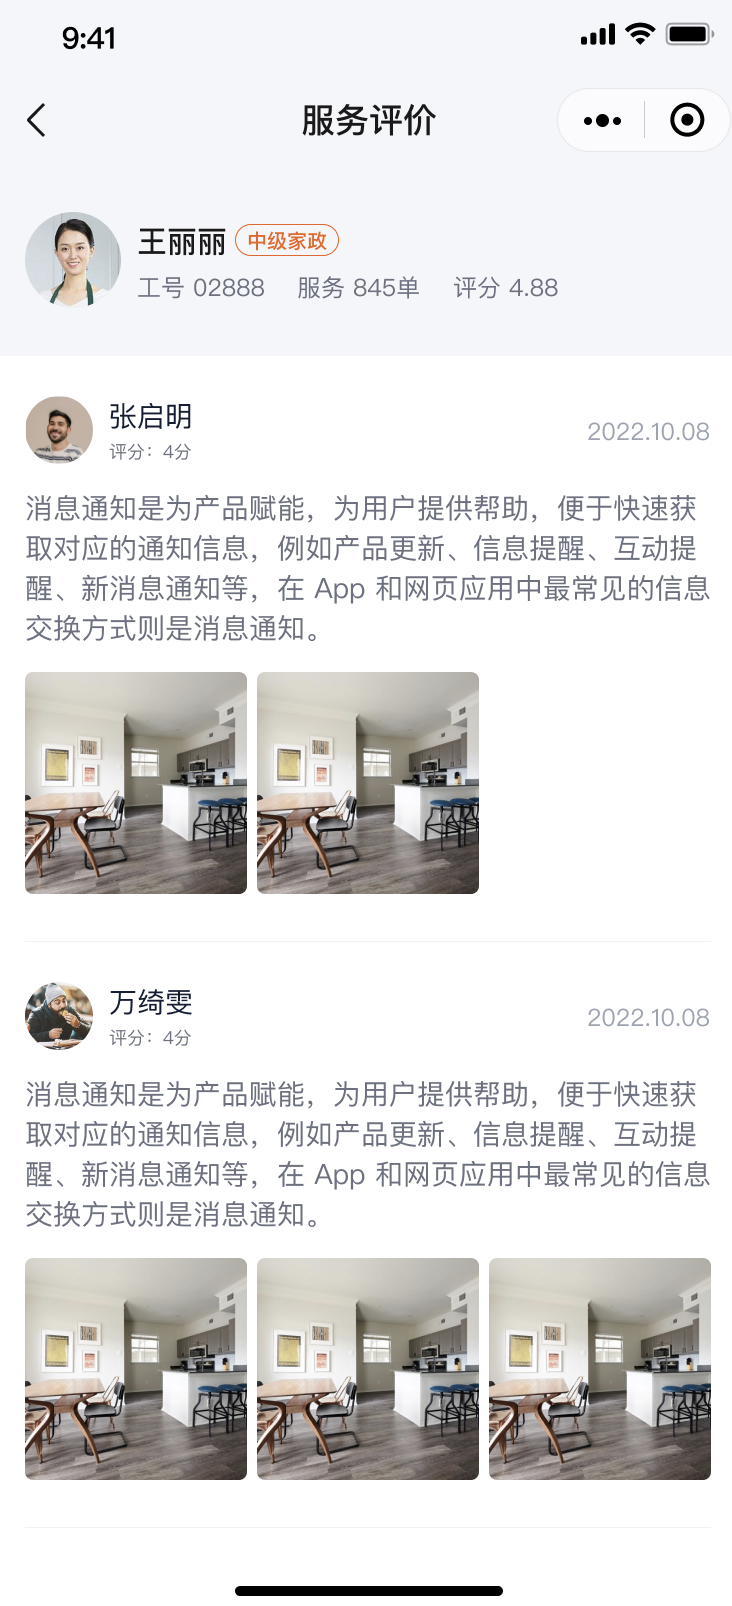 9:41
服务评价
王丽丽 中级家政
工号 02888 服务 845单 评分 4.88
张启明
评分：4分
2022.10.08
消息通知是为产品赋能，为用户提供帮助，便于快速获
取对应的通知信息，例如产品更新、信息提醒、互动提
醒、新消息通知等，在 App 和网页应用中最常见的信息
交换方式则是消息通知。
万绮雯
评分：4分
2022.10.08
消息通知是为产品赋能，为用户提供帮助，便于快速获
取对应的通知信息，例如产品更新、信息提醒、互动提
醒、新消息通知等，在 App 和网页应用中最常见的信息
交换方式则是消息通知。